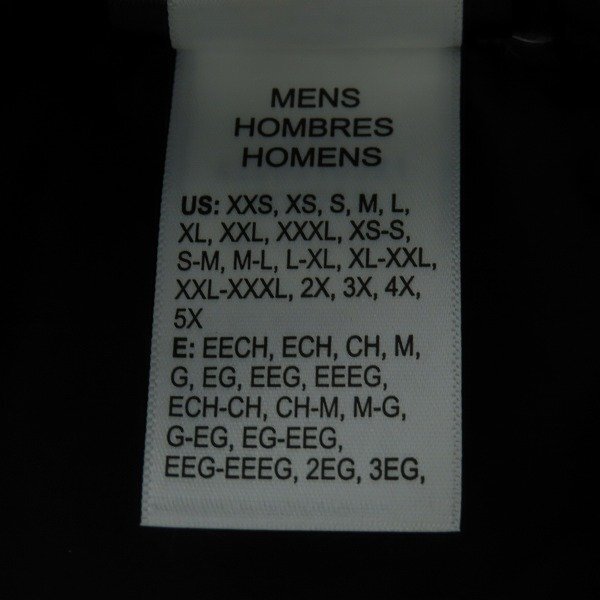 MENS
HOMBRES
HOMENS
US: XXS, XS, S, M, L,
XL, XXL, XXXL, XS-S,
S-M, M-L, L-XL, XL-XXL,
XXL-XXXL, 2X, 3X, 4X,
5X
E: EECH, ECH, CH, M,
G, EG, EEG, EEEG,
ECH-CH, CH-M, M-G,
G-EG, EG-EEG,
EEG-EEEG, 2EG, 3EG,